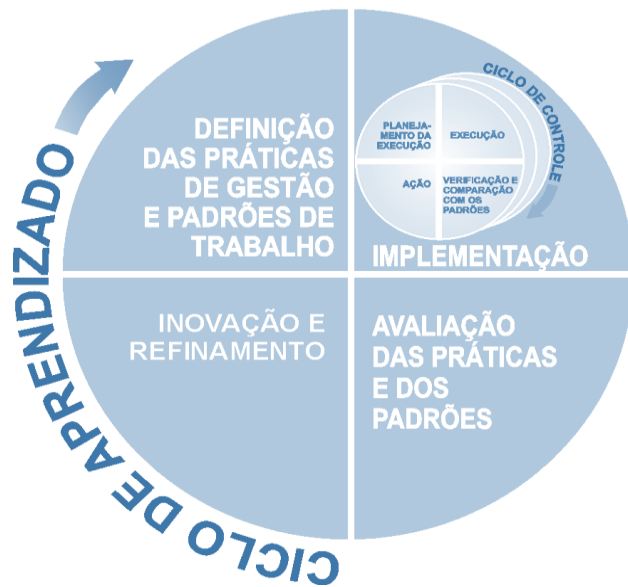 DEFINIÇÃO
DAS PRÁTICAS
DE GESTÃO
E PADRÕES DE
TRABALHO
CICLO DE CONTROLE
PLANEJA-
MENTO DA
EXECUÇÃO
EXECUÇÃO
AÇÃO
VERIFICAÇÃO E
COMPARAÇÃO
COM OS
PADRÕES
IMPLEMENTAÇÃO
INOVAÇÃO E
REFINAMENTO
AVALIAÇÃO
DAS PRÁTICAS
E DOS
PADRÕES
CICLO DE APRENDIZADO